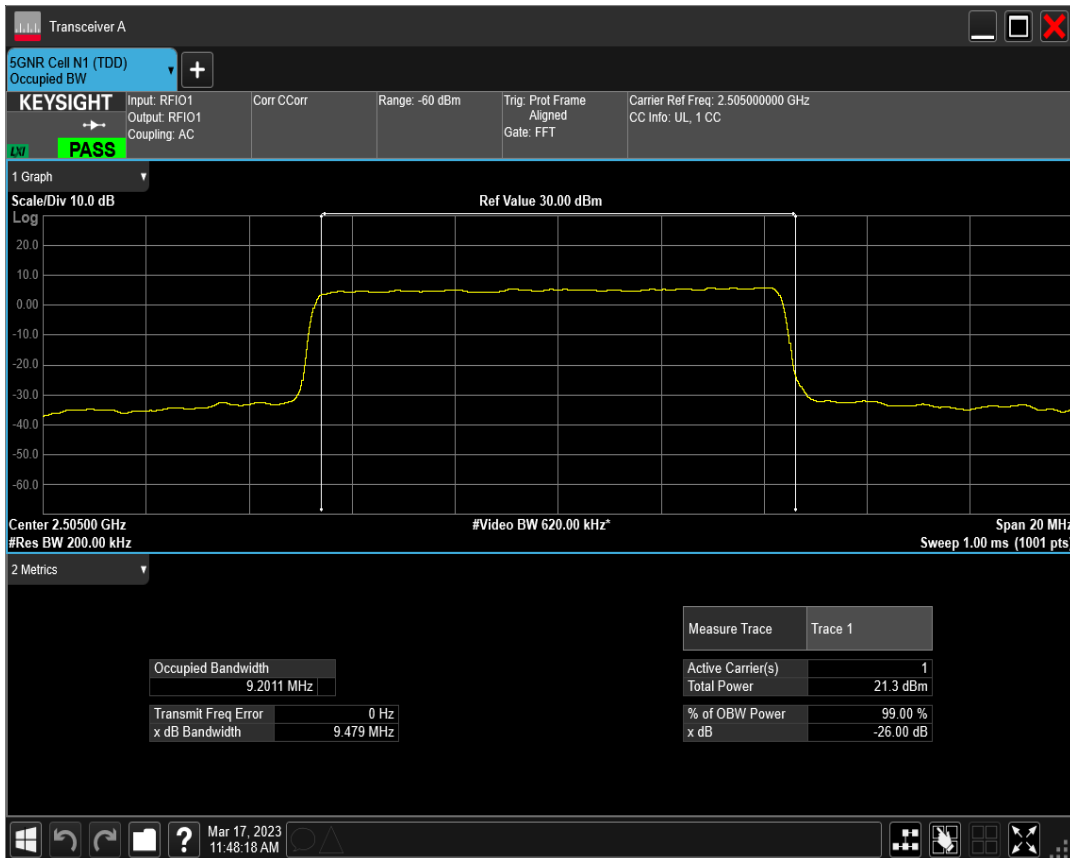 Transceiver A
5GNR Cell N1 (TDD)
Occupied BW
+
KEYSIGHT
LXI
PASS
Input: RFIO1
Output: RFIO1
Coupling: AC
Corr CCorr
Range: -60 dBm
Trig: Prot Frame
Aligned
Gate: FFT
Carrier Ref Freq: 2.505000000 GHz
CC Info: UL, 1 CC
1 Graph
Scale/Div 10.0 dB
Ref Value 30.00 dBm
Log
20.0
10.0
0.00
-10.0
-20.0
-30.0
-40.0
-50.0
-60.0
Center 2.50500 GHz
#Video BW 620.00 kHz*
Span 20 MHz
#Res BW 200.00 kHz
Sweep 1.00 ms (1001 pts)
2 Metrics
Measure Trace Trace 1
Occupied Bandwidth
9.2011 MHz
Active Carrier(s) 1
Total Power 21.3 dBm
Transmit Freq Error 0 Hz
x dB Bandwidth 9.479 MHz
% of OBW Power 99.00 %
x dB -26.00 dB
?
Mar 17, 2023
11:48:18 AM